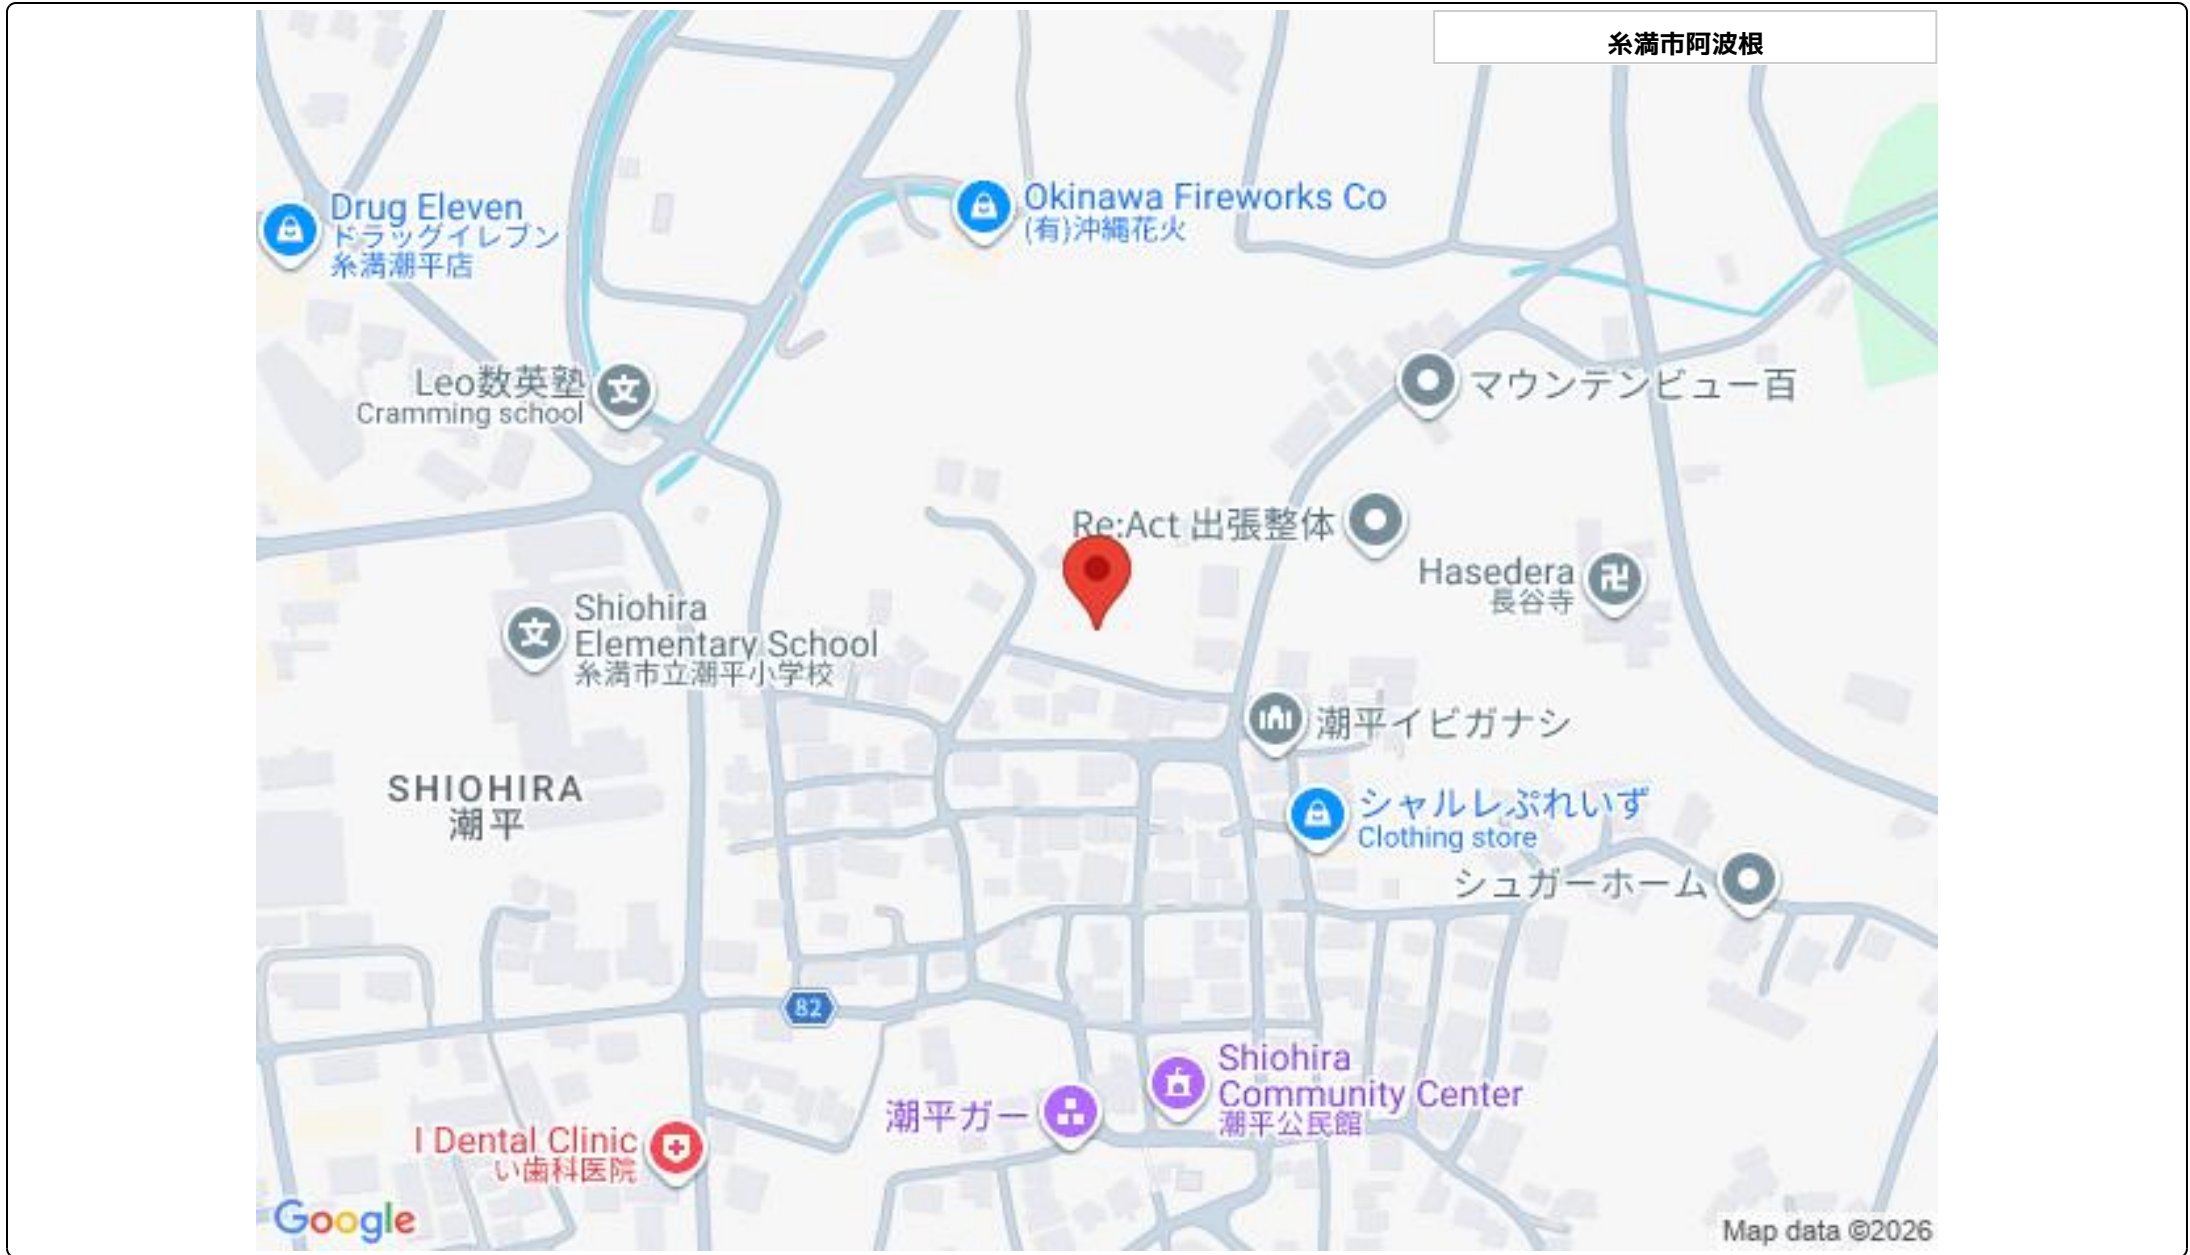 糸満市阿波根
Okinawa Fireworks Co
(有)沖縄花火
Drug Eleven
ドラッグイレブン
糸満潮平店
Leo数英塾
Cramming school
マウンテンビュー百
Re:Act 出張整体
Hasedera
長谷寺
Shiohira
Elementary School
糸満市立潮平小学校
潮平イビガナシ
SHIOHIRA
潮平
シャルレぷれいず
Clothing store
シュガーホーム
82
Shiohira
Community Center
潮平公民館
潮平ガー
I Dental Clinic
い歯科医院
Google
Map data ©2026